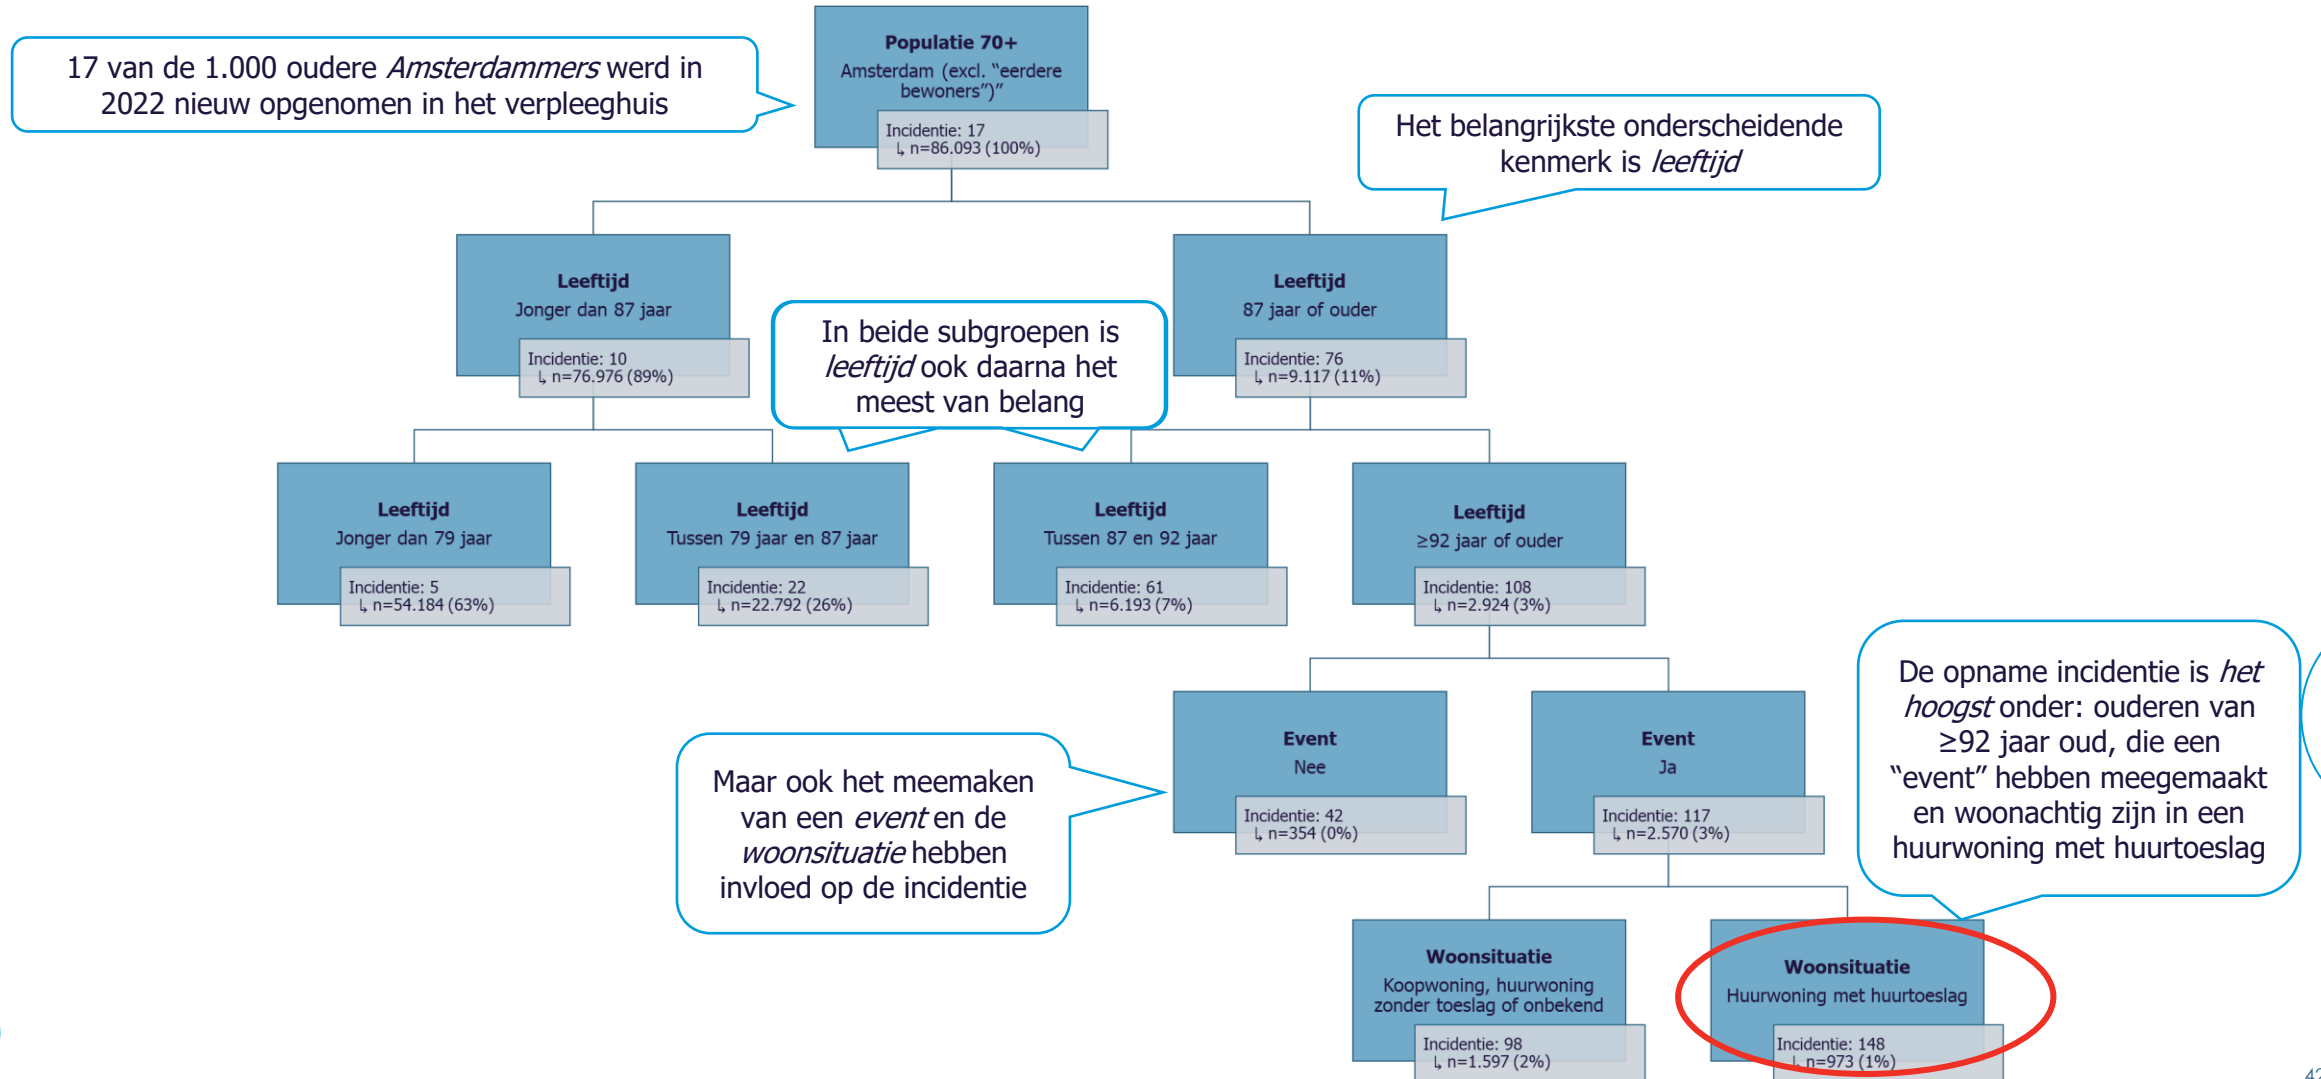 Populatie 70+
Amsterdam (excl. “eerdere
bewoners”)”
Incidentie: 17
↳ n=86.093 (100%)
17 van de 1.000 oudere Amsterdammers werd in
2022 nieuw opgenomen in het verpleeghuis
Het belangrijkste onderscheidende
kenmerk is leeftijd
Leeftijd
Jonger dan 87 jaar
Incidentie: 10
↳ n=76.976 (89%)
Leeftijd
87 jaar of ouder
Incidentie: 76
↳ n=9.117 (11%)
In beide subgroepen is
leeftijd ook daarna het
meest van belang
Leeftijd
Jonger dan 79 jaar
Incidentie: 5
↳ n=54.184 (63%)
Leeftijd
Tussen 79 jaar en 87 jaar
Incidentie: 22
↳ n=22.792 (26%)
Leeftijd
Tussen 87 en 92 jaar
Incidentie: 61
↳ n=6.193 (7%)
Leeftijd
≥92 jaar of ouder
Incidentie: 108
↳ n=2.924 (3%)
Maar ook het meemaken
van een event en de
woonsituatie hebben
invloed op de incidentie
Event
Nee
Incidentie: 42
↳ n=354 (0%)
Event
Ja
Incidentie: 117
↳ n=2.570 (3%)
De opname incidentie is het
hoogst onder: ouderen van
≥92 jaar oud, die een
“event” hebben meegemaakt
en woonachtig zijn in een
huurwoning met huurtoeslag
Woonsituatie
Koopwoning, huurwoning
zonder toeslag of onbekend
Incidentie: 98
↳ n=1.597 (2%)
Woonsituatie
Huurwoning met huurtoeslag
Incidentie: 148
↳ n=973 (1%)